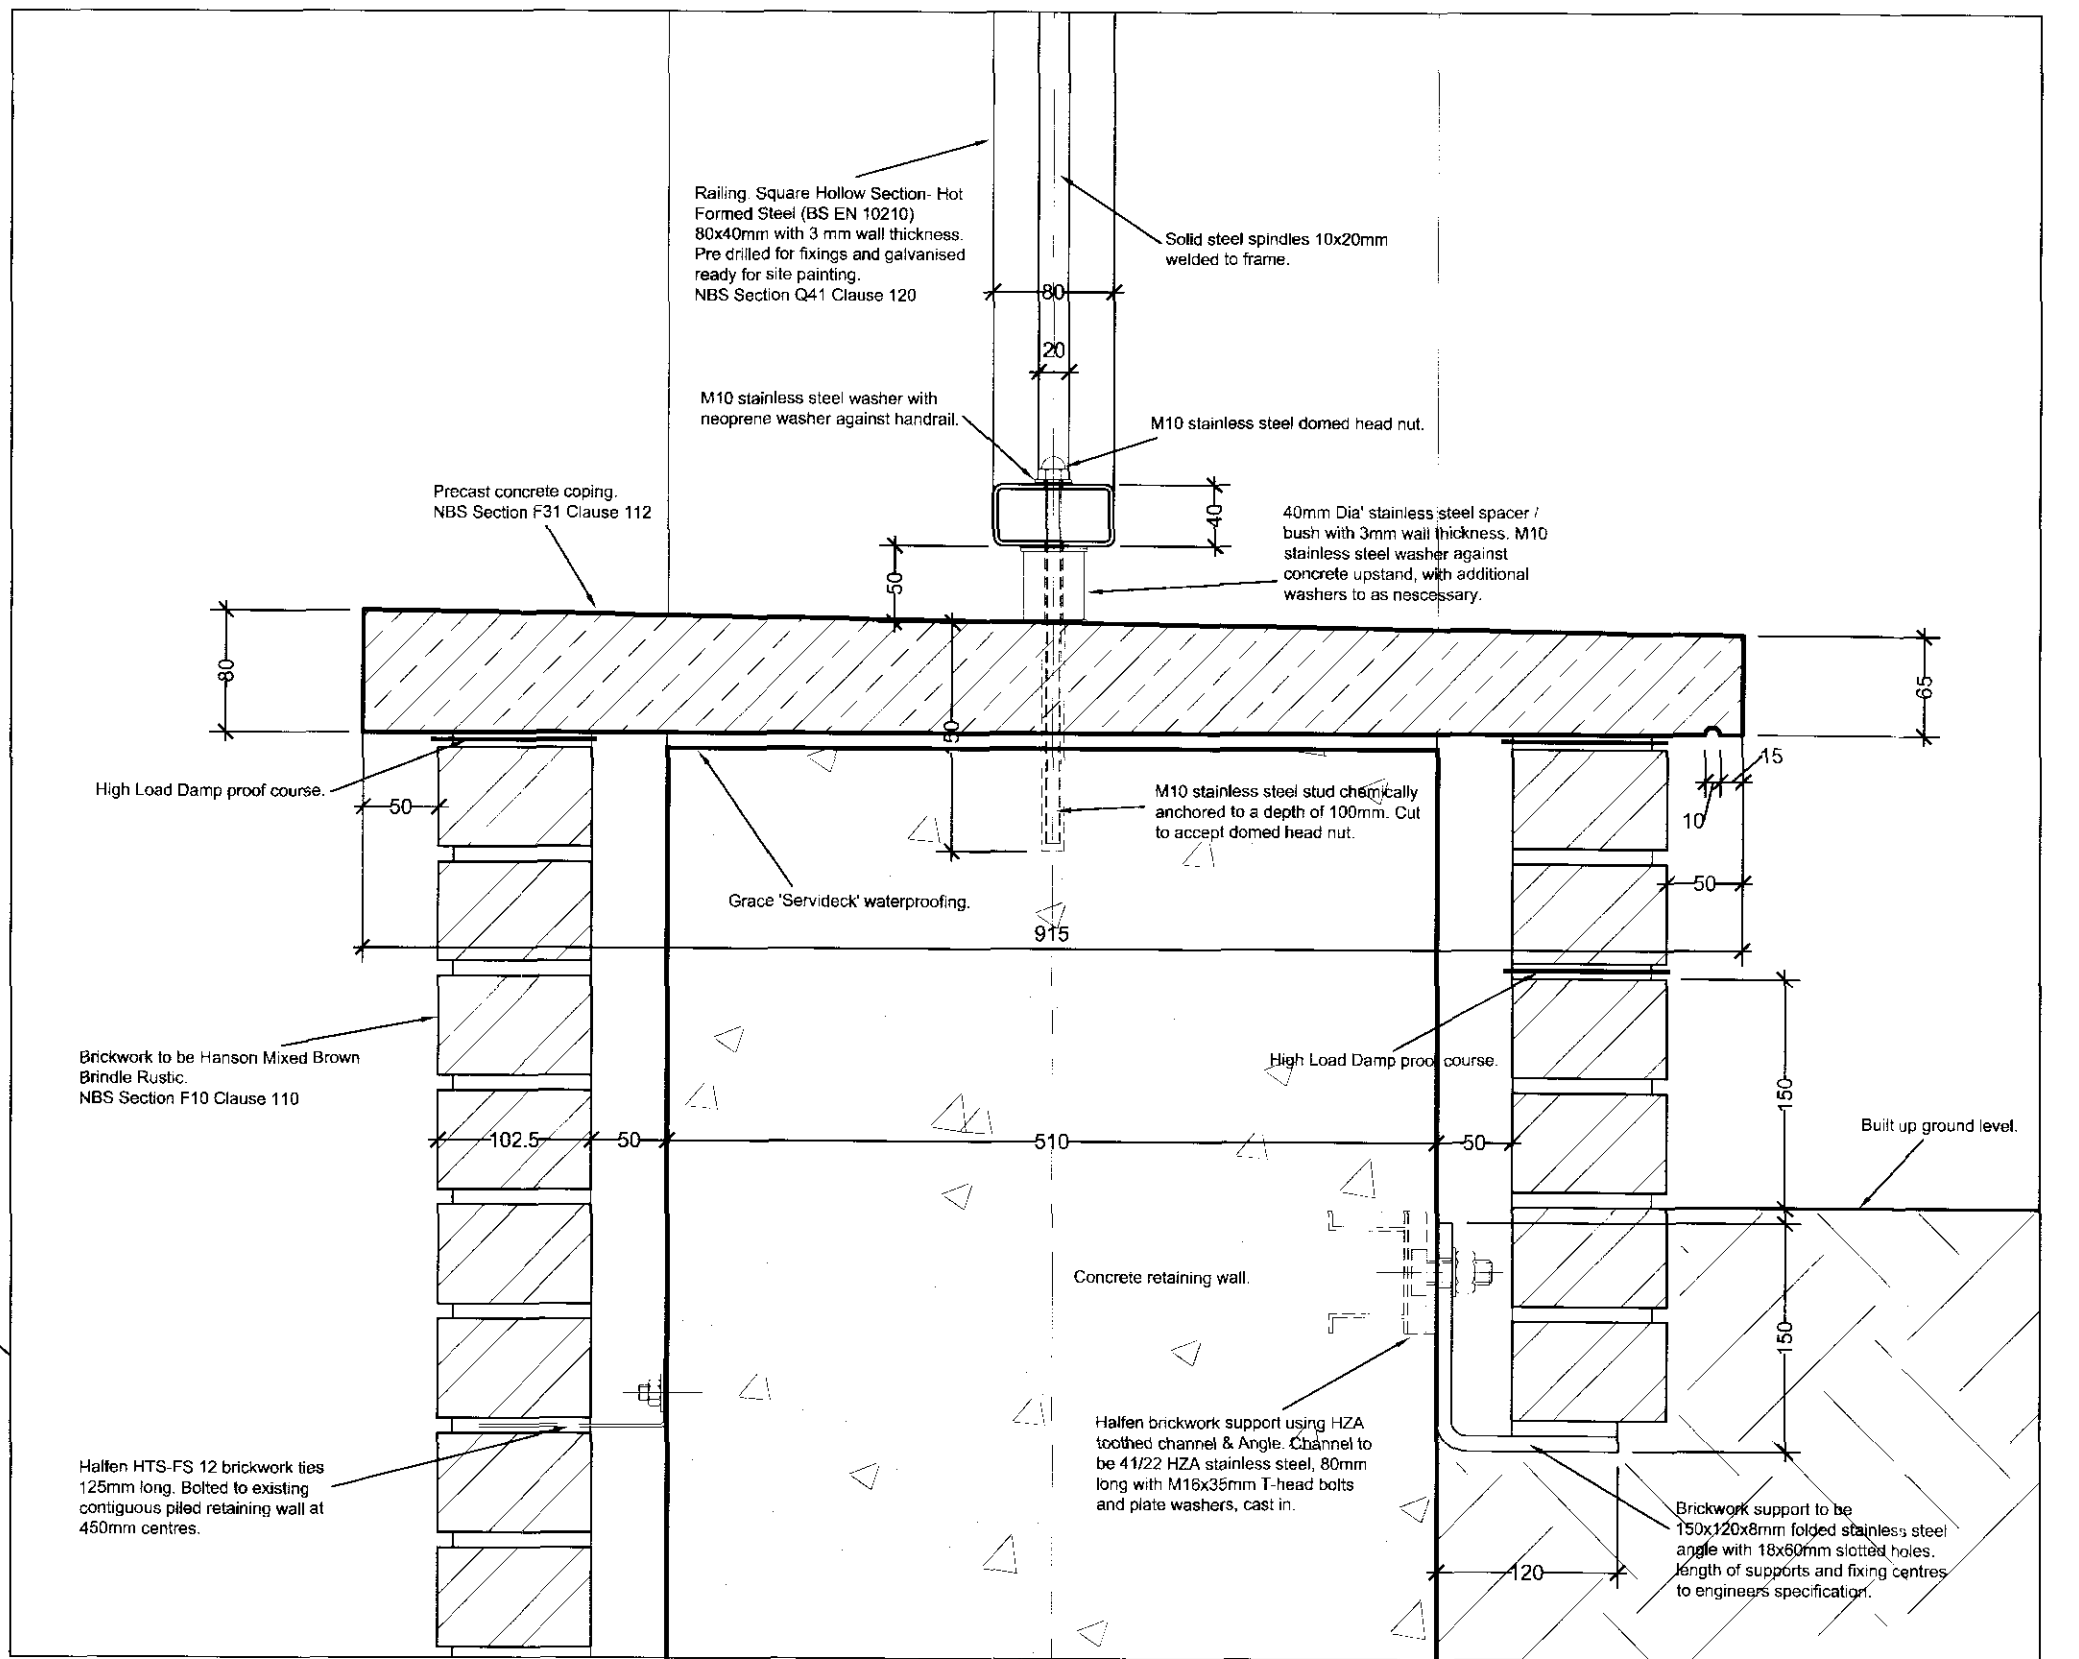 Railing. Square Hollow Section- Hot
Formed Steel (BS EN 10210)
80x40mm with 3 mm wall thickness.
Pre drilled for fixings and galvanised
ready for site painting.
NBS Section Q41 Clause 120
Solid steel spindles 10x20mm
welded to frame.
80
20
M10 stainless steel washer with
neoprene washer against handrail.
M10 stainless steel domed head nut.
Precast concrete coping.
NBS Section F31 Clause 112
40
40mm Dia' stainless steel spacer /
bush with 3mm wall thickness. M10
stainless steel washer against
concrete upstand, with additional
washers to as nescessary.
50
80
65
50
High Load Damp proof course.
50
15
10
M10 stainless steel stud chemically
anchored to a depth of 100mm. Cut
to accept domed head nut.
50
Grace 'Servideck' waterproofing.
915
Brickwork to be Hanson Mixed Brown
Brindle Rustic.
NBS Section F10 Clause 110
High Load Damp proof course.
150
Built up ground level.
102.5
50
510
50
Concrete retaining wall.
150
Halfen HTS-FS 12 brickwork ties
125mm long. Bolted to existing
contiguous piled retaining wall at
450mm centres.
Halfen brickwork support using HZA
toothed channel & Angle. Channel to
be 41/22 HZA stainless steel, 80mm
long with M16x35mm T-head bolts
and plate washers, cast in.
120
Brickwork support to be
150x120x8mm folded stainless steel
angle with 18x60mm slotted holes.
length of supports and fixing centres
to engineers specification.